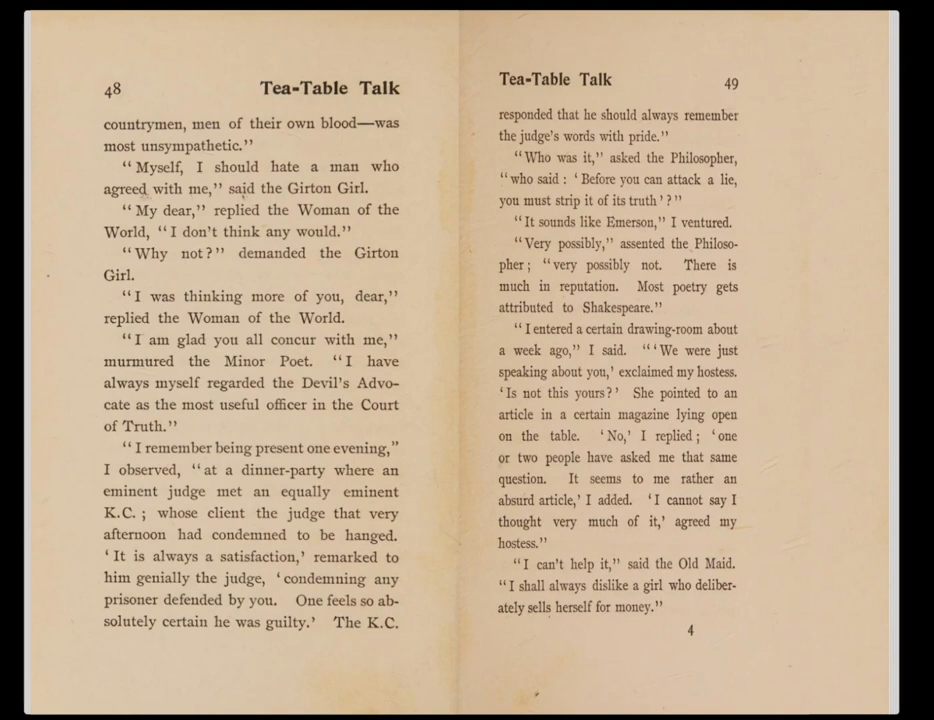 48 Tea-Table Talk
countrymen, men of their own blood—was
most unsympathetic."
"Myself, I should hate a man who
agreed with me," said the Girton Girl.
"My dear," replied the Woman of the
World, "I don't think any would."
"Why not?" demanded the Girton
Girl.
"I was thinking more of you, dear,"
replied the Woman of the World.
"I am glad you all concur with me,"
murmured the Minor Poet. "I have
always myself regarded the Devil's Advo-
cate as the most useful officer in the Court
of Truth."
"I remember being present one evening,"
I observed, "at a dinner-party where an
eminent judge met an equally eminent
K.C.; whose client the judge that very
afternoon had condemned to be hanged.
'It is always a satisfaction,' remarked to
him genially the judge, 'condemning any
prisoner defended by you. One feels so ab-
solutely certain he was guilty.' The K.C.
Tea-Table Talk 49
responded that he should always remember
the judge's words with pride."
"Who was it," asked the Philosopher,
"who said: 'Before you can attack a lie,
you must strip it of its truth'?"
"It sounds like Emerson," I ventured.
"Very possibly," assented the Philoso-
pher; "very possibly not. There is
much in reputation. Most poetry gets
attributed to Shakespeare."
"I entered a certain drawing-room about
a week ago," I said. "'We were just
speaking about you,' exclaimed my hostess.
'Is not this yours?' She pointed to an
article in a certain magazine lying open
on the table. 'No,' I replied; 'one
or two people have asked me that same
question. It seems to me rather an
absurd article,' I added. 'I cannot say I
thought very much of it,' agreed my
hostess."
"I can't help it," said the Old Maid.
"I shall always dislike a girl who deliber-
ately sells herself for money."
4